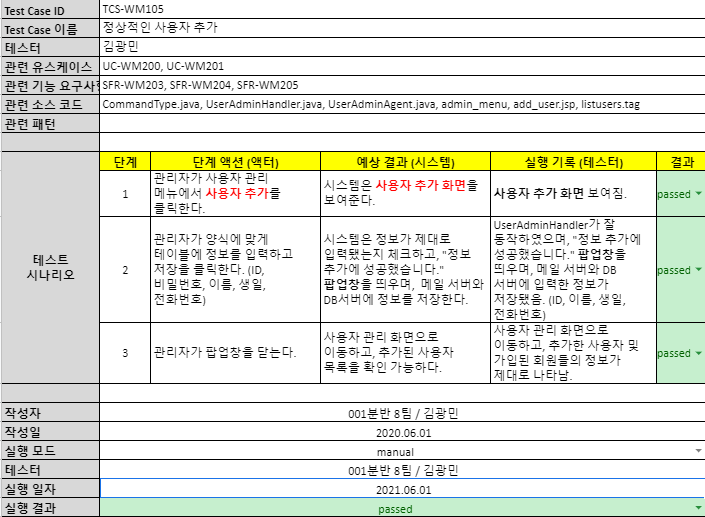 Test Case ID TCS-WM105
Test Case 이름 정상적인 사용자 추가
테스터 김광민
관련 유스케이스 UC-WM200, UC-WM201
관련 기능 요구사항 SFR-WM203, SFR-WM204, SFR-WM205
관련 소스 코드 CommandType.java, UserAdminHandler.java, UserAdminAgent.java, admin_menu, add_user.jsp, listusers.tag
관련 패턴
단계 단계 액션 (액터) 예상 결과 (시스템) 실행 기록 (테스터) 결과
테스트
시나리오
1
관리자가 사용자 관리
메뉴에서 사용자 추가를
클릭한다.
시스템은 사용자 추가 화면을
보여준다.
사용자 추가 화면 보여짐.
passed
2
관리자가 양식에 맞게
테이블에 정보를 입력하고
저장을 클릭한다. (ID,
비밀번호, 이름, 생일,
전화번호)
시스템은 정보가 제대로
입력됐는지 체크하고, "정보
추가에 성공했습니다."
팝업창을 띄우며, 메일 서버와
DB서버에 정보를 저장한다.
UserAdminHandler가 잘
동작하였으며, "정보 추가에
성공했습니다." 팝업창을
띄우며, 메일 서버와 DB
서버에 입력한 정보가
저장됐음. (ID, 이름, 생일,
전화번호)
passed
3
관리자가 팝업창을 닫는다.
사용자 관리 화면으로
이동하고, 추가된 사용자
목록을 확인 가능하다.
사용자 관리 화면으로
이동하고, 추가한 사용자 및
가입된 회원들의 정보가
제대로 나타남.
passed
작성자 001분반 8팀 / 김광민
작성일 2020.06.01
실행 모드 manual
테스터 001분반 8팀 / 김광민
실행 일자 2021.06.01
실행 결과 passed